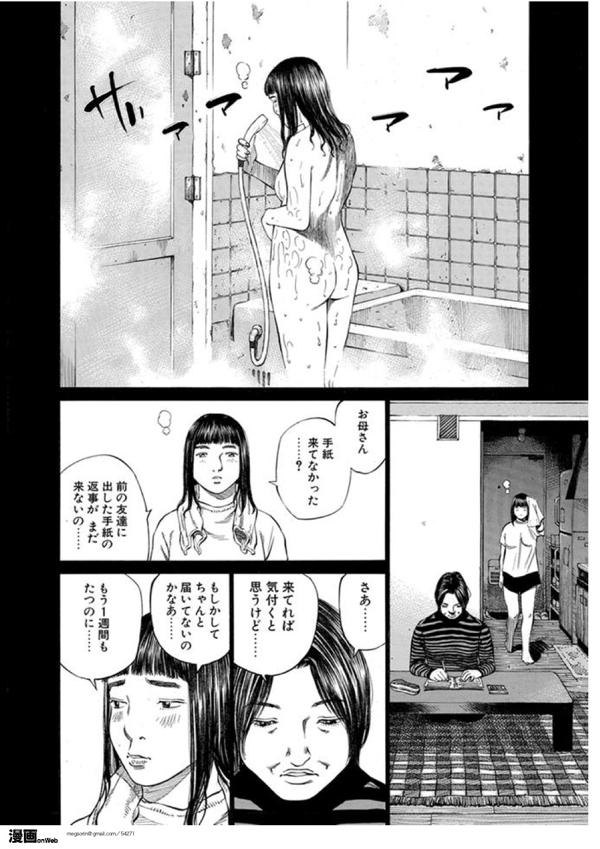 ザァ
ァ
ァ
ァ
ァ
お母さん
手紙
来てなかった
……？
前の友達に
出した手紙の
返事がまだ
来ないの……
さあ……
来てれば
気付くと
思うけど……
もしかして
ちゃんと
届いてないの
かなあ……
もう1週間も
たつのに……
漫画onWeb
megaorin@gmail.com/54271